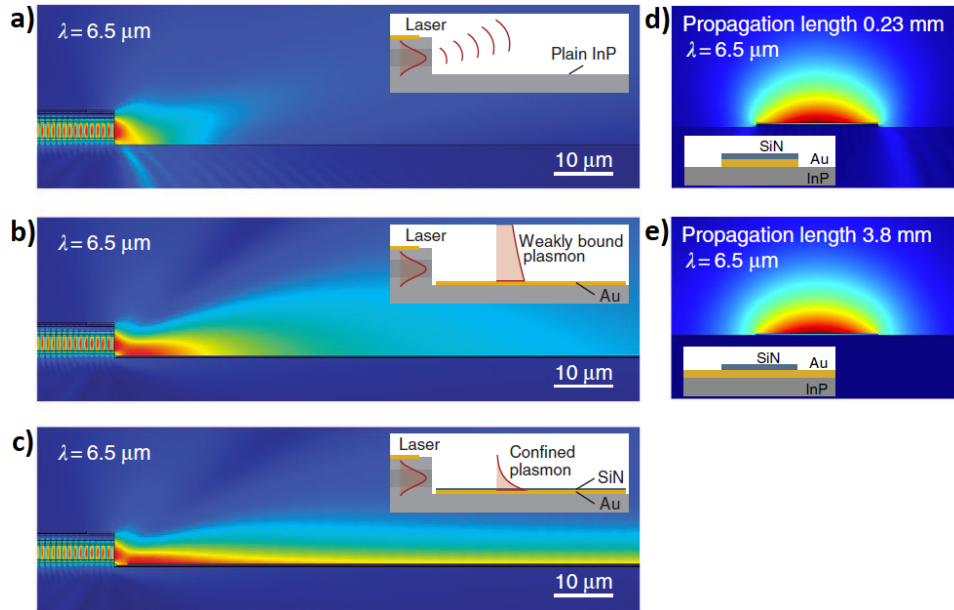 a)
λ = 6.5 µm
Laser
Plain InP
10 µm
b)
λ = 6.5 µm
Laser
Weakly bound
plasmon
Au
10 µm
c)
λ = 6.5 µm
Laser
Confined
plasmon
SiN
Au
10 µm
d)
Propagation length 0.23 mm
λ = 6.5 µm
SiN
Au
InP
e)
Propagation length 3.8 mm
λ = 6.5 µm
SiN
Au
InP